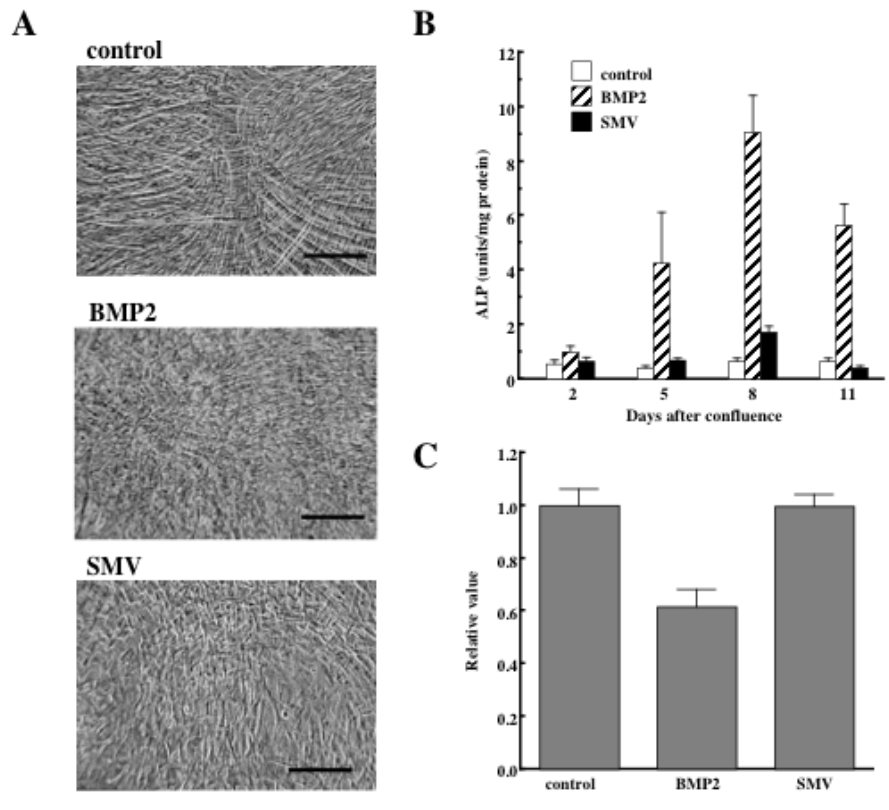 A
control
BMP2
SMV
B
12
10
8
6
4
2
0
ALP (units/mg protein)
control
BMP2
SMV
2 5 8 11
Days after confluence
C
1.2
1.0
0.8
0.6
0.4
0.2
0.0
Relative value
control BMP2 SMV